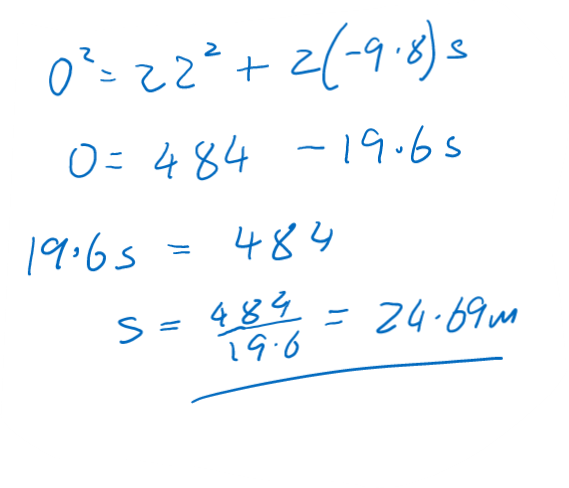 0² = 22² + 2(-9.8)s
0 = 484 - 19.6s
19.6s = 484
s = 484/19.6 = 24.69m